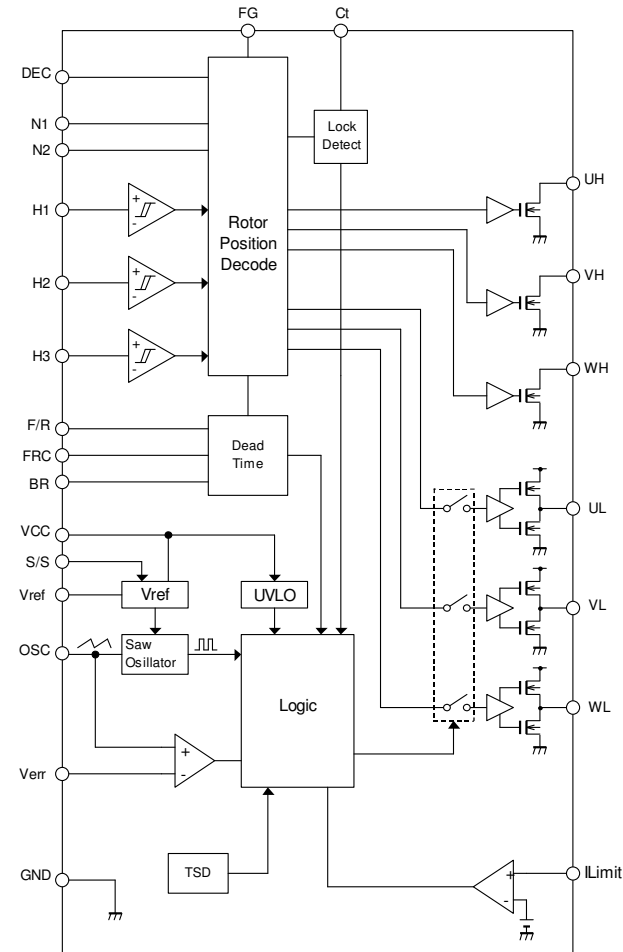 FG
Ct
DEC
N1
N2
Lock
Detect
UH
H1
+
-
Rotor
Position
Decode
VH
H2
+
-
H3
+
-
WH
F/R
FRC
BR
Dead
Time
UL
VCC
S/S
Vref
Vref
UVLO
VL
OSC
Saw
Osillator
Logic
WL
+
-
Verr
TSD
GND
ILimit
+
-